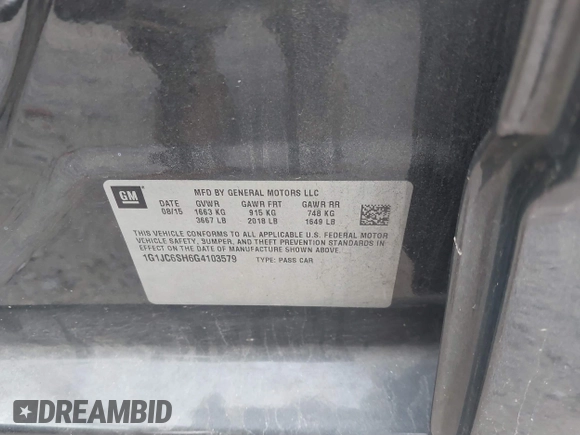 GM
MFD BY GENERAL MOTORS LLC
DATE GVWR GAWR FRT GAWR RR
08/15 1663 KG 915 KG 748 KG
3667 LB 2018 LB 1649 LB
THIS VEHICLE CONFORMS TO ALL APPLICABLE U.S. FEDERAL MOTOR
VEHICLE SAFETY, BUMPER, AND THEFT PREVENTION STANDARDS IN
EFFECT ON THE DATE OF MANUFACTURE SHOWN ABOVE.
1G1JC6SH6G4103579 TYPE: PASS CAR
DREAMBID